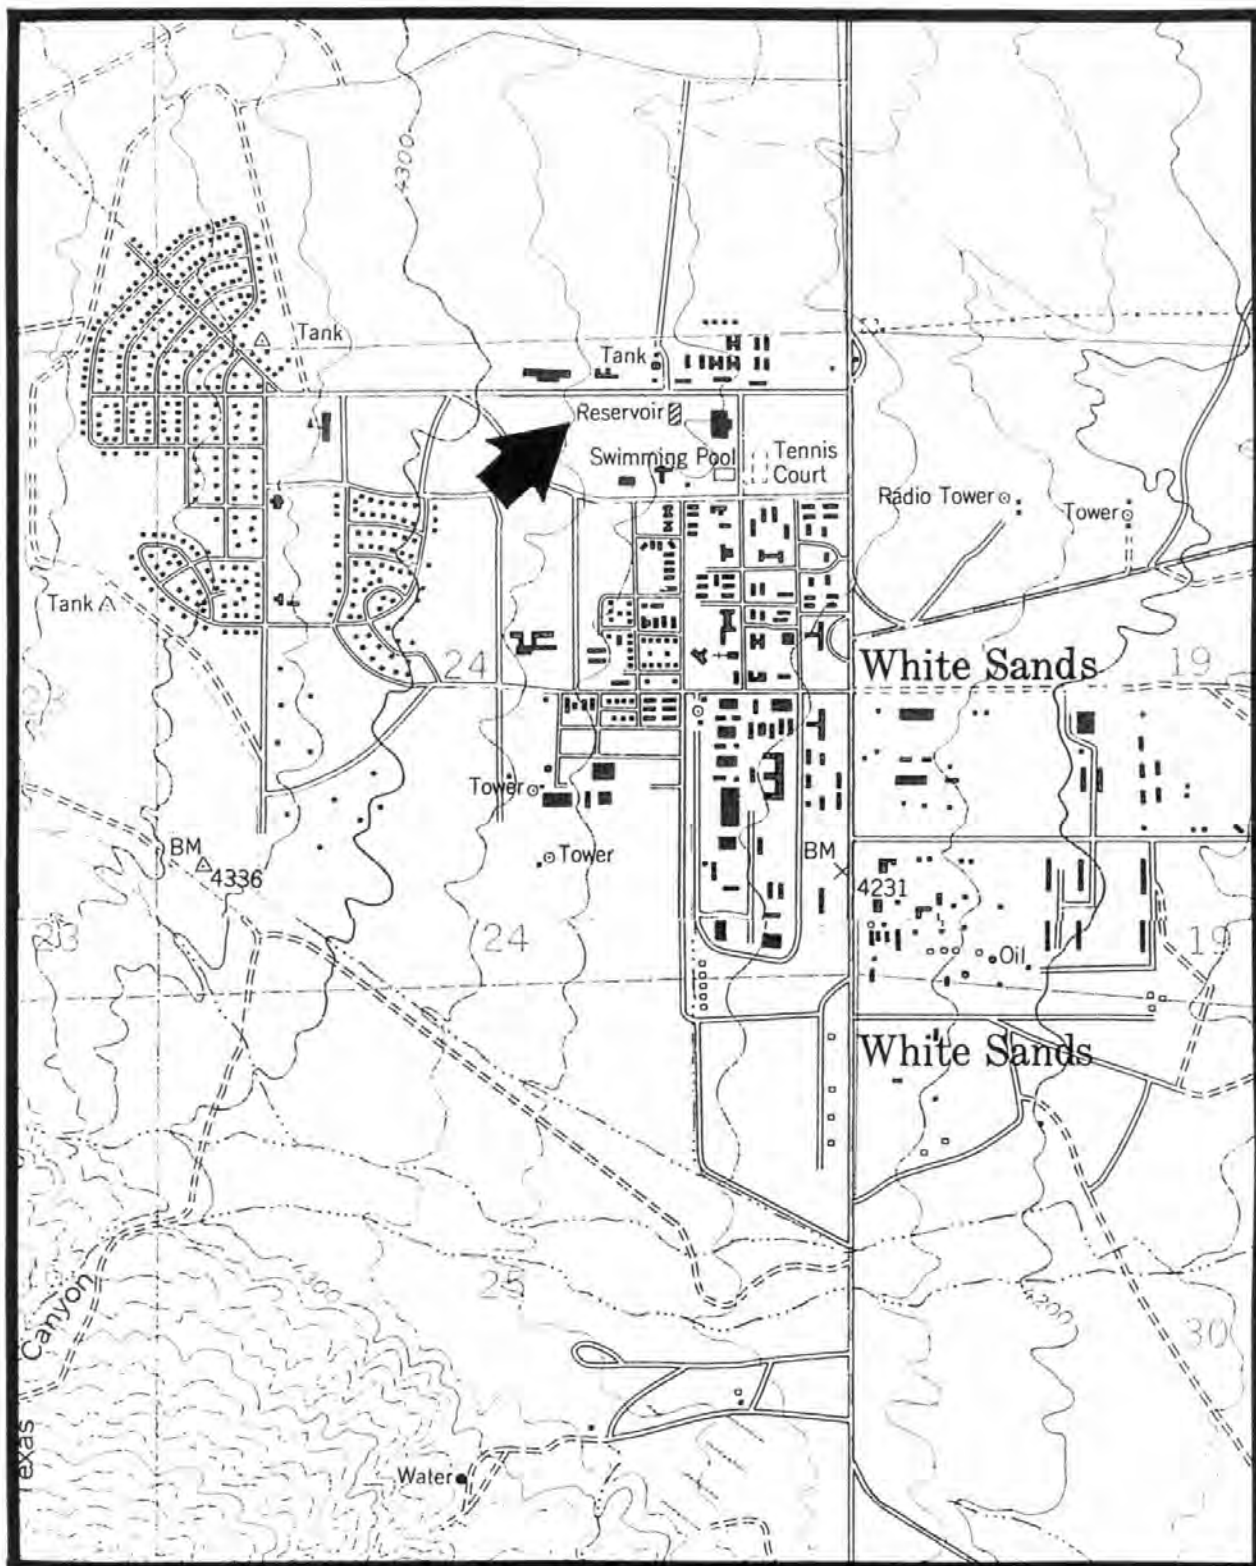 4300
Tank
Tank
Reservoir
Swimming Pool
Tennis
Court
Radio Tower
Tower
Tank
24
White Sands
19
Tower
BM
4336
Tower
BM
4231
24
19
Oil
White Sands
25
30
4200
Texas Canyon
Water